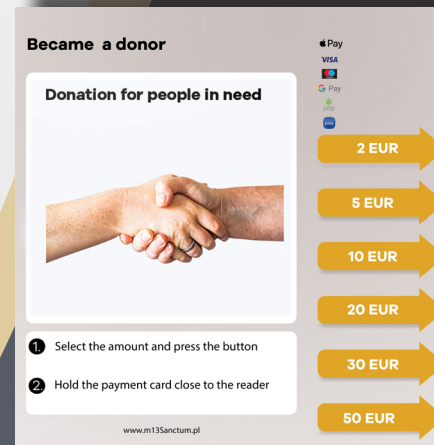 Became a donor
Donation for people in need
Pay
VISA
G Pay
pay
pay
2 EUR
5 EUR
10 EUR
20 EUR
30 EUR
50 EUR
1. Select the amount and press the button
2. Hold the payment card close to the reader
www.m13Sanctum.pl